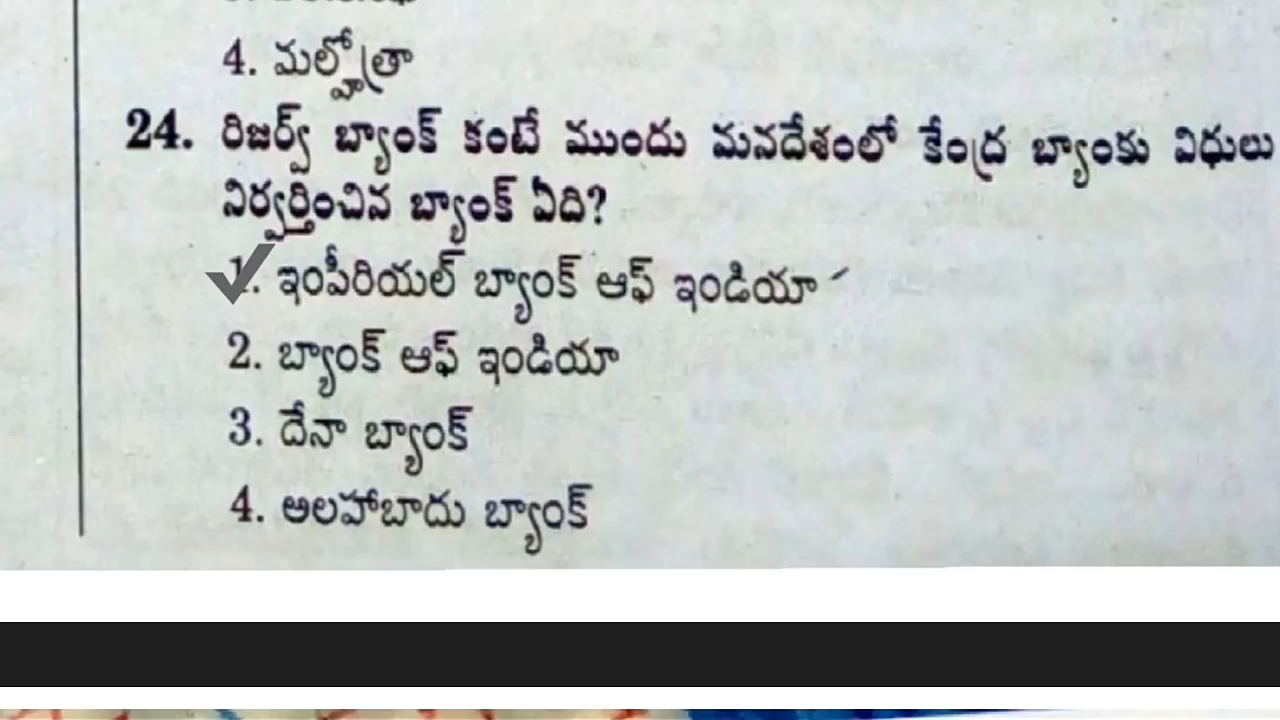 4. మల్హోత్రా
24. రిజర్వ్ బ్యాంక్ కంటే ముందు మనదేశంలో కేంద్ర బ్యాంకు విధులు
నిర్వర్తించిన బ్యాంక్ ఏది?
1. ఇంపీరియల్ బ్యాంక్ ఆఫ్ ఇండియా
2. బ్యాంక్ ఆఫ్ ఇండియా
3. దేనా బ్యాంక్
4. అలహాబాదు బ్యాంక్